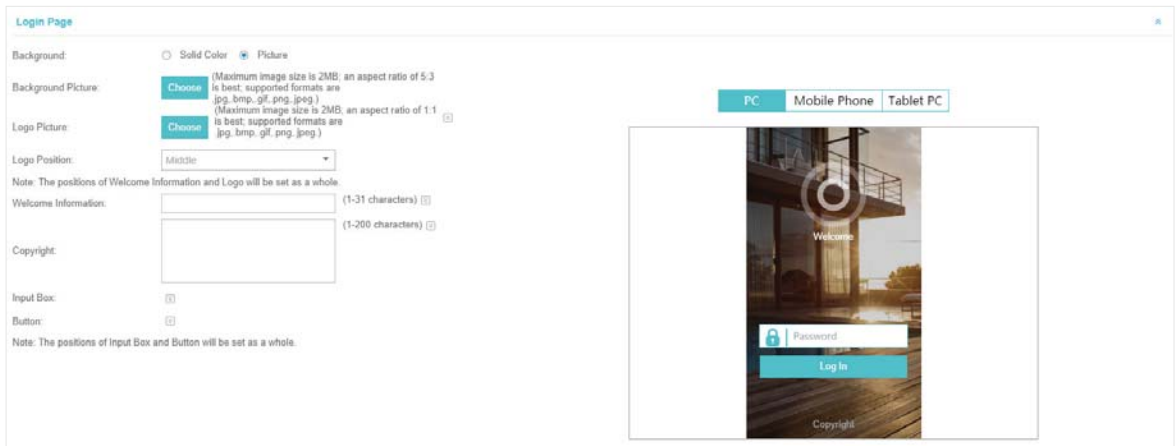 Login Page
Background:
Solid Color
Picture
Background Picture:
Choose
(Maximum image size is 2MB; an aspect ratio of 5:3
is best; supported formats are
.jpg,.bmp,.gif,.png,.jpeg.)
Logo Picture:
Choose
(Maximum image size is 2MB; an aspect ratio of 1:1
is best; supported formats are
.jpg,.bmp,.gif,.png,.jpeg.)
Logo Position:
Middle
Note: The positions of Welcome Information and Logo will be set as a whole.
Welcome Information:
(1-31 characters)
Copyright:
(1-200 characters)
Input Box:
Button:
Note: The positions of Input Box and Button will be set as a whole.
PC
Mobile Phone
Tablet PC
Welcome
Password
Log In
Copyright